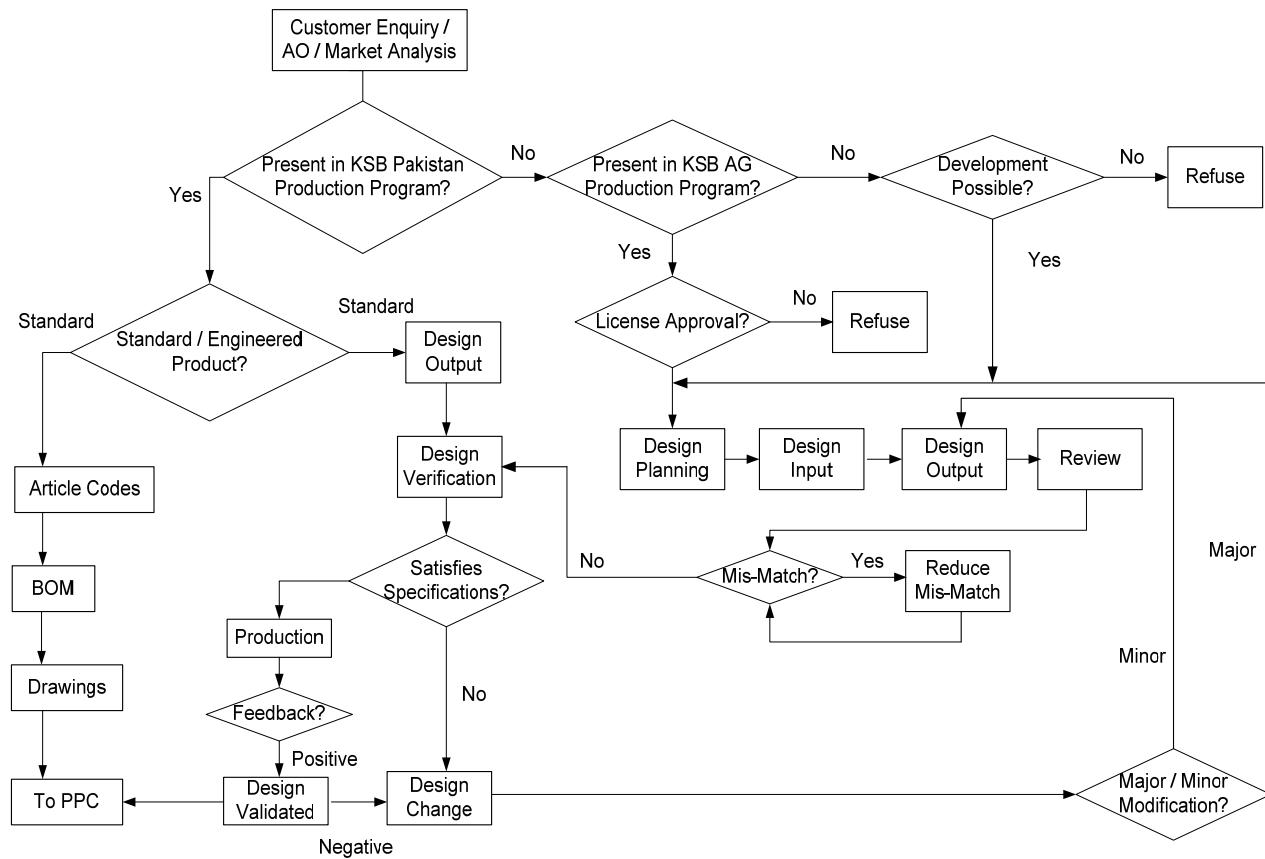 Customer Enquiry /
AO / Market Analysis
Present in KSB Pakistan
Production Program?
No
Present in KSB AG
Production Program?
No
Development
Possible?
No
Refuse
Yes
Yes
Yes
Standard
Standard / Engineered
Product?
Standard
Design
Output
License Approval?
No
Refuse
Design
Verification
Design
Planning
Design
Input
Design
Output
Review
Article Codes
Major
Satisfies
Specifications?
No
Mis-Match?
Yes
Reduce
Mis-Match
BOM
Production
Minor
Drawings
Feedback?
No
Positive
To PPC
Design
Validated
Design
Change
Major / Minor
Modification?
Negative